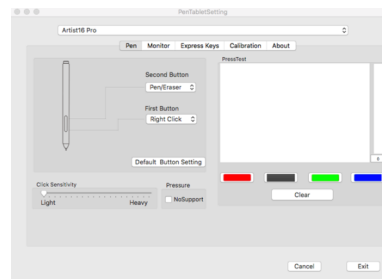 PenTabletSetting
Artist16 Pro
Pen Monitor Express Keys Calibration About
Second Button
Pen/Eraser
First Button
Right Click
Default Button Setting
Click Sensitivity
Light Heavy
Pressure
NoSupport
PressText
Clear
Cancel Exit